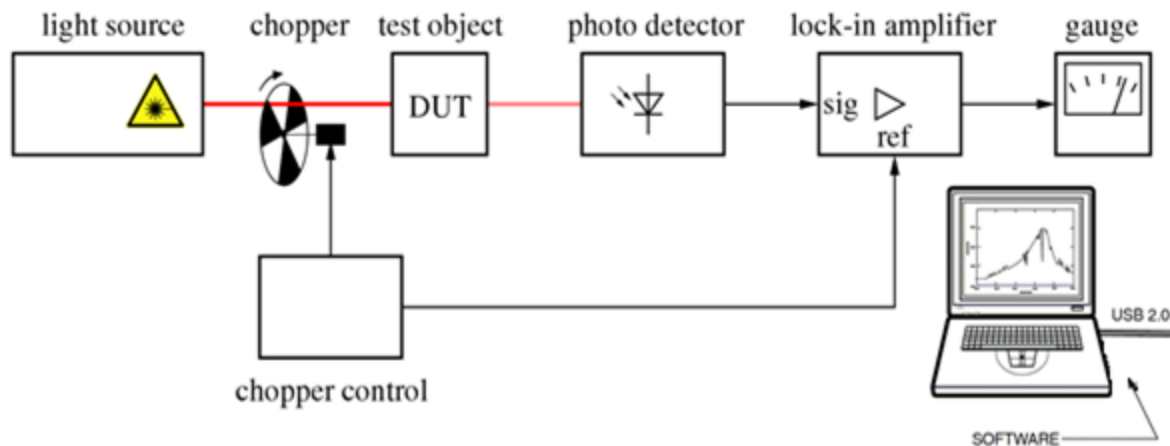 light source
chopper
test object
photo detector
lock-in amplifier
gauge
DUT
sig
ref
chopper control
USB 2.0
SOFTWARE